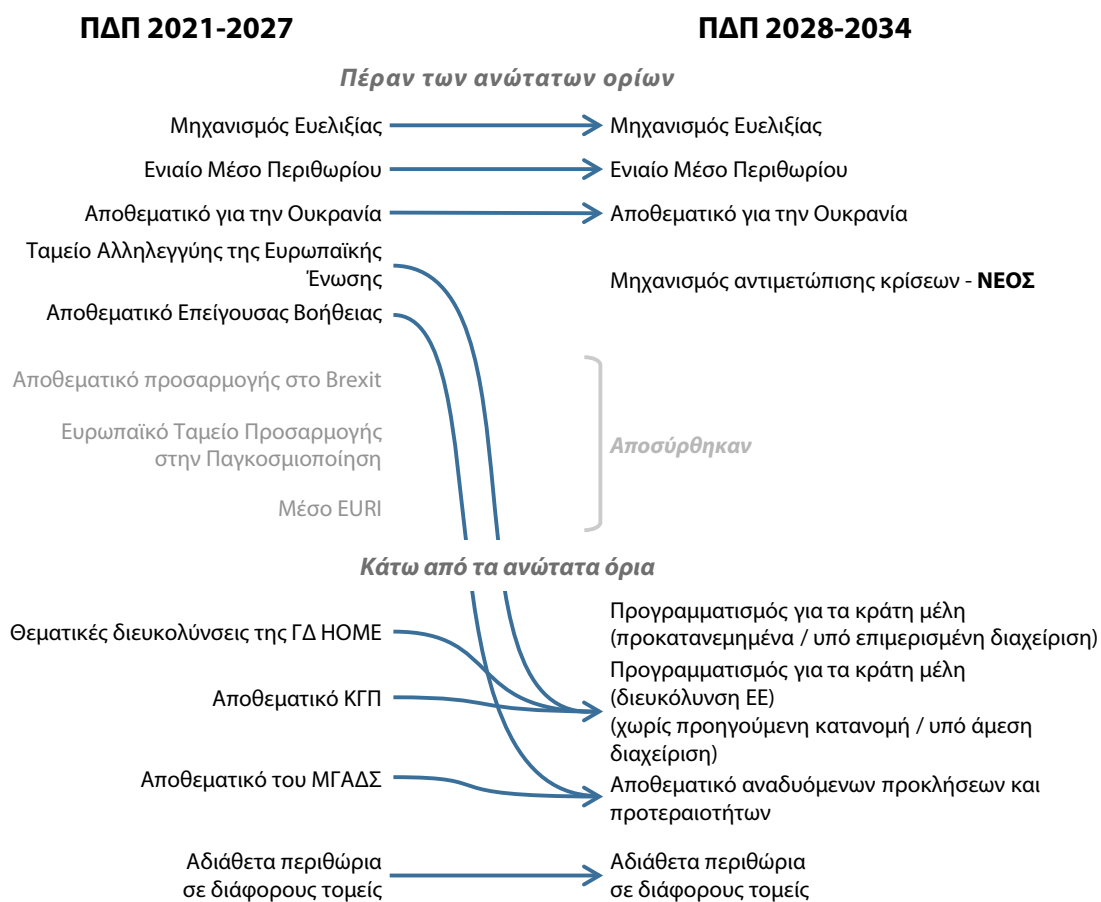 ΠΔΠ 2021-2027
ΠΔΠ 2028-2034
Πέραν των ανώτατων ορίων
Μηχανισμός Ευελιξίας
Μηχανισμός Ευελιξίας
Ενιαίο Μέσο Περιθωρίου
Ενιαίο Μέσο Περιθωρίου
Αποθεματικό για την Ουκρανία
Αποθεματικό για την Ουκρανία
Ταμείο Αλληλεγγύης της Ευρωπαϊκής
Ένωσης
Μηχανισμός αντιμετώπισης κρίσεων - ΝΕΟΣ
Αποθεματικό Επείγουσας Βοήθειας
Αποθεματικό προσαρμογής στο Brexit
Ευρωπαϊκό Ταμείο Προσαρμογής
στην Παγκοσμιοποίηση
Αποσύρθηκαν
Μέσο EURI
Κάτω από τα ανώτατα όρια
Θεματικές διευκολύνσεις της ΓΔ HOME
Προγραμματισμός για τα κράτη μέλη
(προκατανεμημένα / υπό επιμερισμένη διαχείριση)
Αποθεματικό ΚΓΠ
Προγραμματισμός για τα κράτη μέλη
(διευκόλυνση ΕΕ)
(χωρίς προηγούμενη κατανομή / υπό άμεση
διαχείριση)
Αποθεματικό του ΜΓΑΔΣ
Αποθεματικό αναδυόμενων προκλήσεων και
προτεραιοτήτων
Αδιάθετα περιθώρια
σε διάφορους τομείς
Αδιάθετα περιθώρια
σε διάφορους τομείς